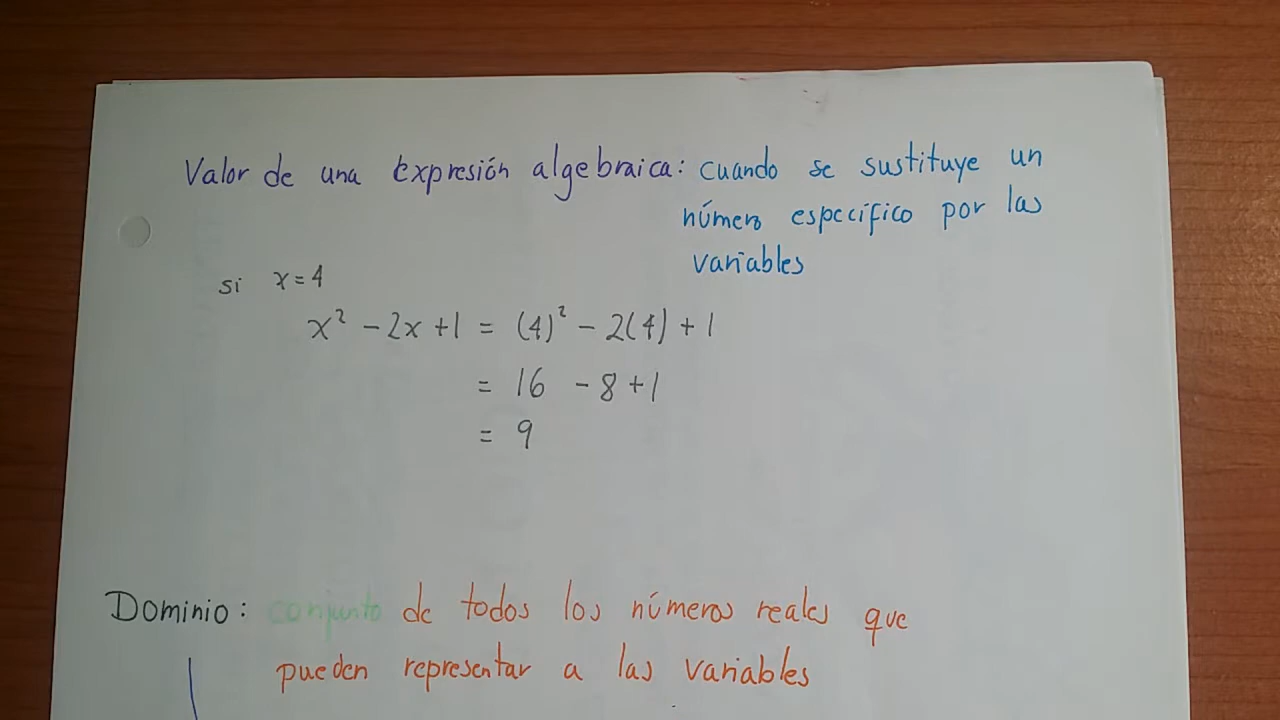 Valor de una expresión algebraica: cuando se sustituye un
número específico por las
variables
si x=4
x² - 2x + 1 = (4)² - 2(4) + 1
= 16 - 8 + 1
= 9
Dominio: conjunto de todos los números reales que
pueden representar a las variables